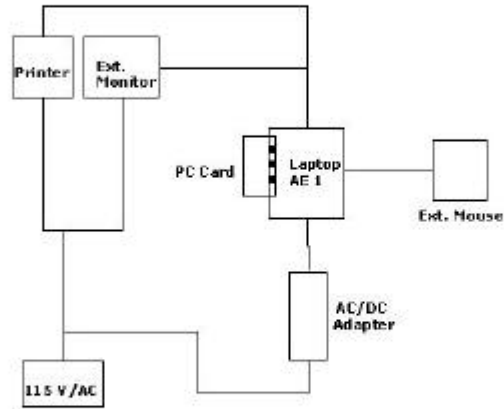 Printer
Ext.
Monitor
PC Card
Laptop
AE 1
Ext. Mouse
AC/DC
Adapter
115 V/AC